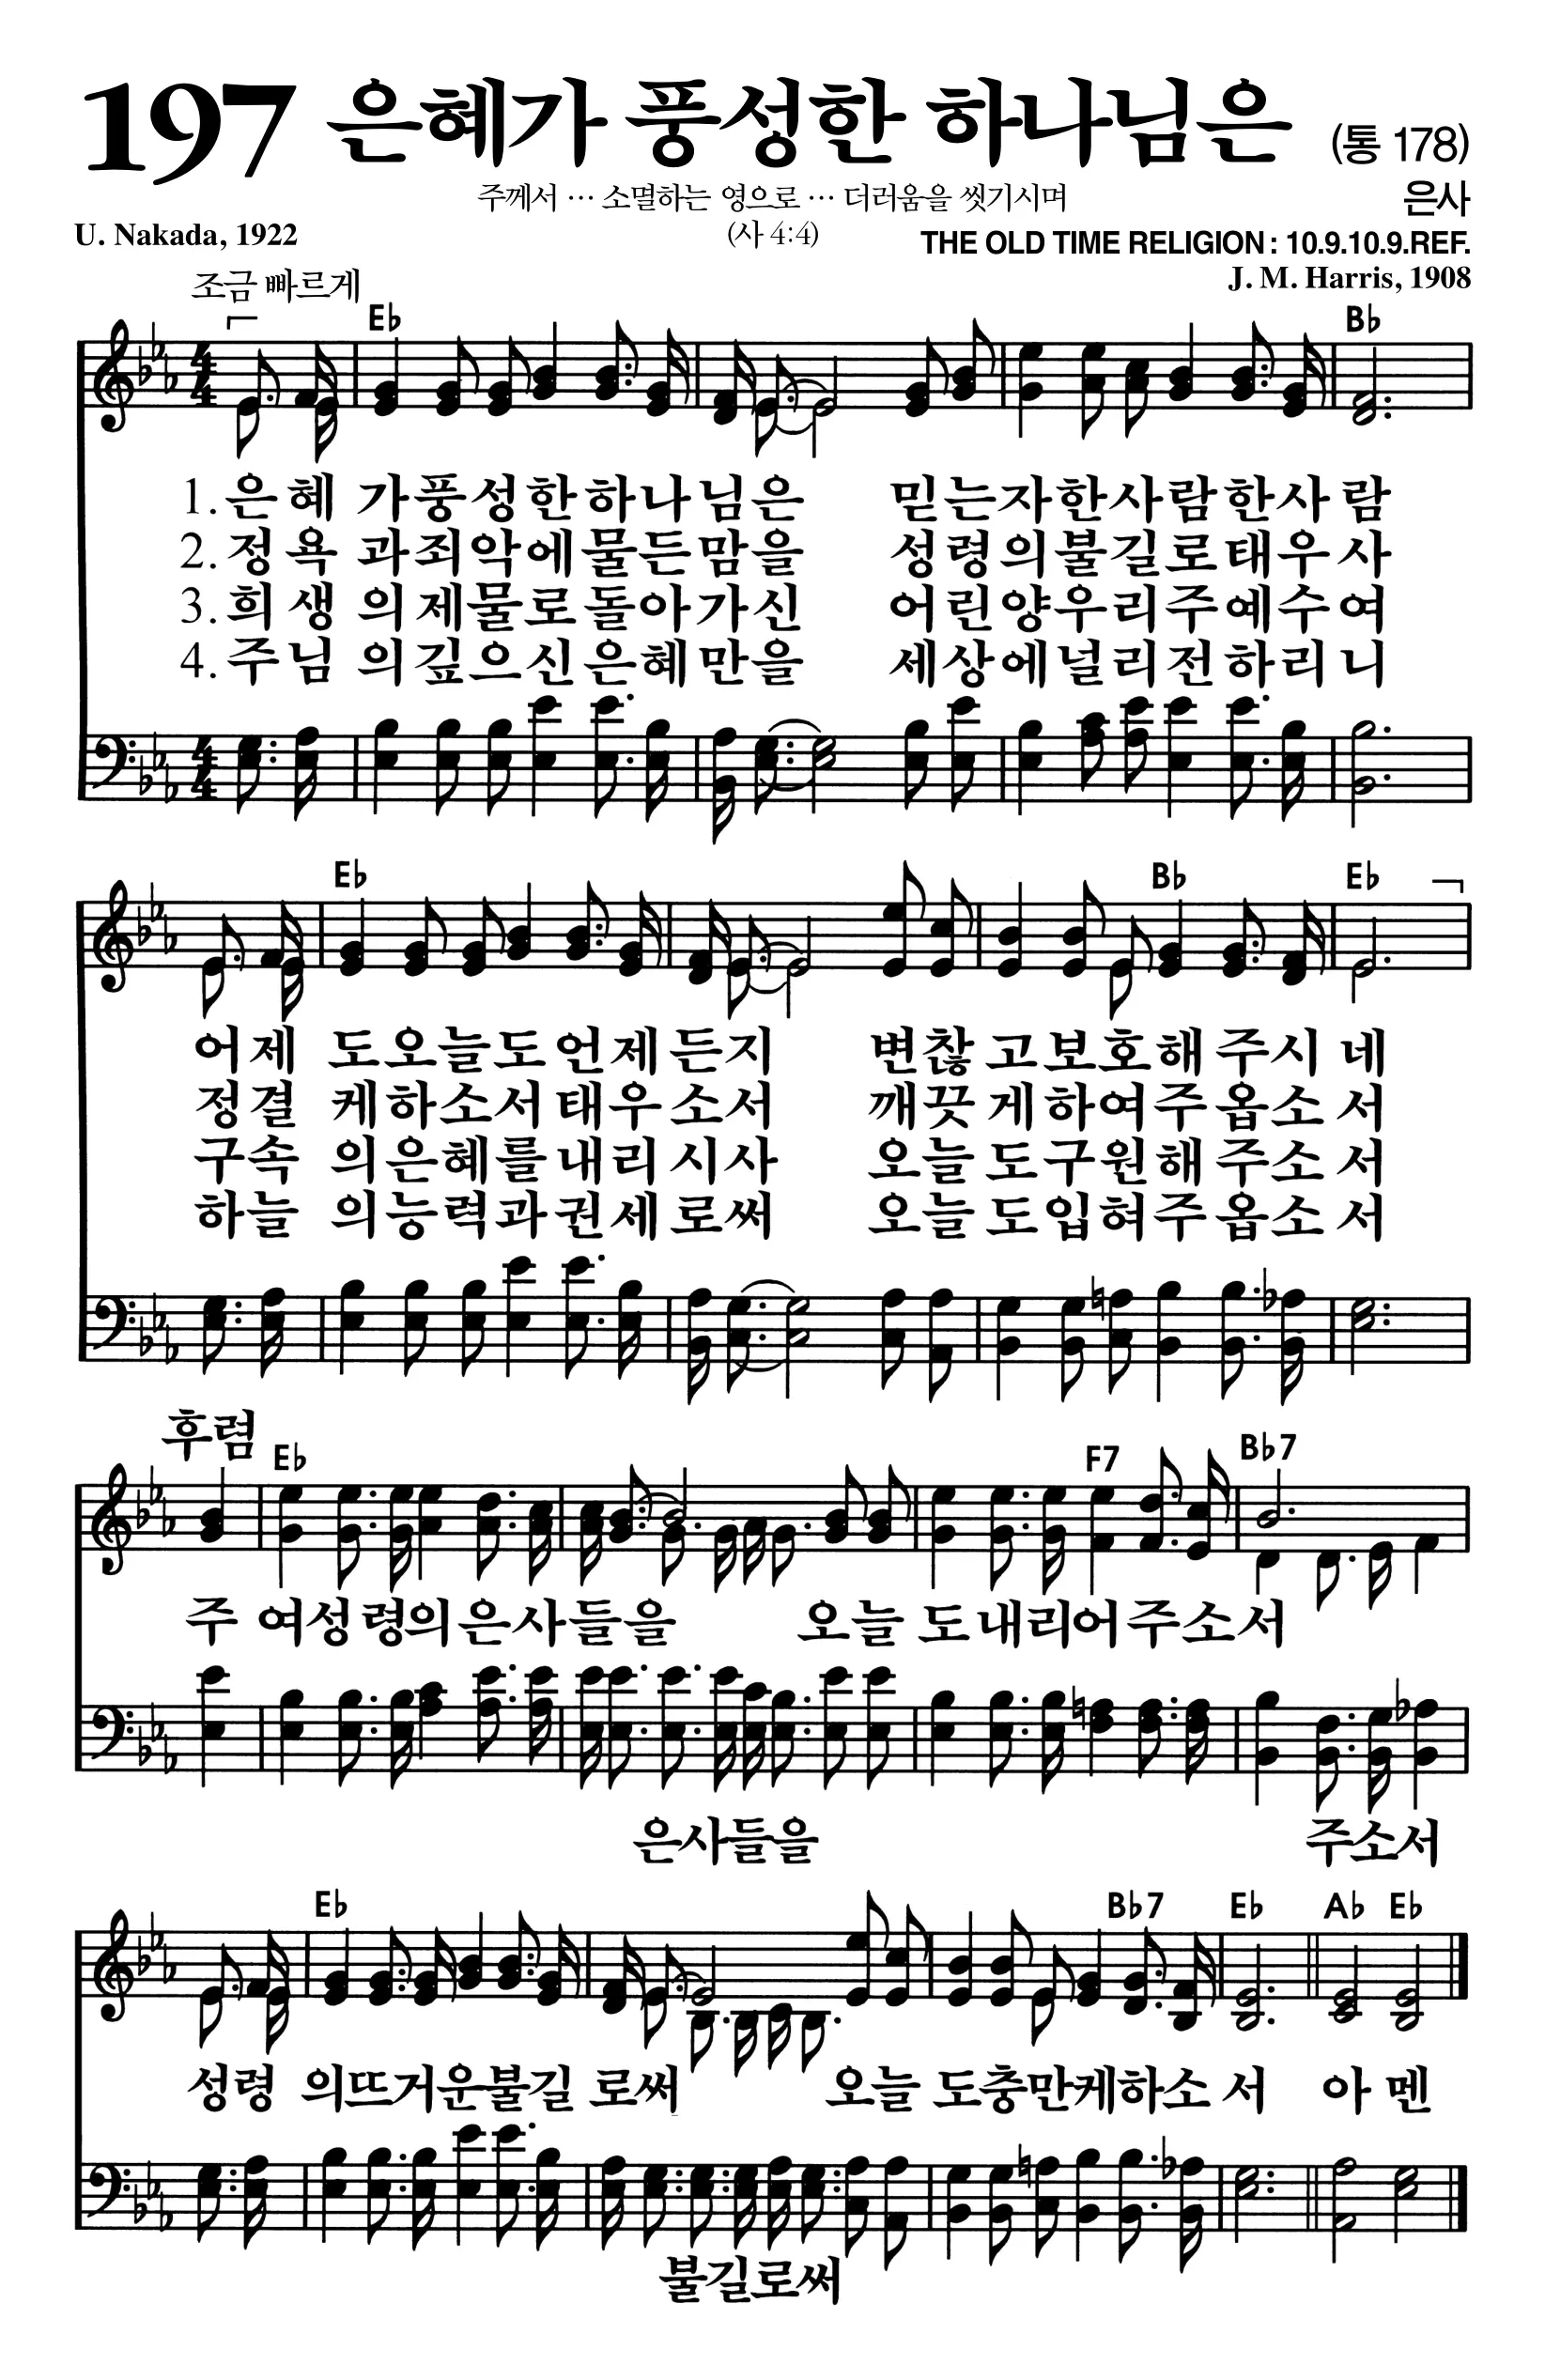 197 은혜가 풍성한 하나님은 (통 178)
주께서 … 소멸하는 영으로 … 더러움을 씻기시며
은사
U. Nakada, 1922
(사 4:4)
THE OLD TIME RELIGION : 10.9.10.9.REF.
J. M. Harris, 1908
조금 빠르게
E♭ B♭
1. 은혜 가풍성한하나님은 믿는자한사람한사람
2. 정욕 과죄악에물든맘을 성령의불길로태우사
3. 희생 의제물로돌아가신 어린양우리주예수여
4. 주님 의깊으신은혜만을 세상에널리전하리니
E♭ B♭ E♭
어제 도오늘도언제든지 변찮고보호해주시네
정결 케하소서태우소서 깨끗게하여주옵소서
구속 의은혜를내리시사 오늘도구원해주소서
하늘 의능력과권세로써 오늘도입혀주옵소서
후렴
E♭ F7 B♭7
주 여성령의은사들을 오늘도내리어주소서
은사들을 주소서
E♭ B♭7 E♭ A♭ E♭
성령 의뜨거운불길로써 오늘도충만케하소서 아멘
불길로써